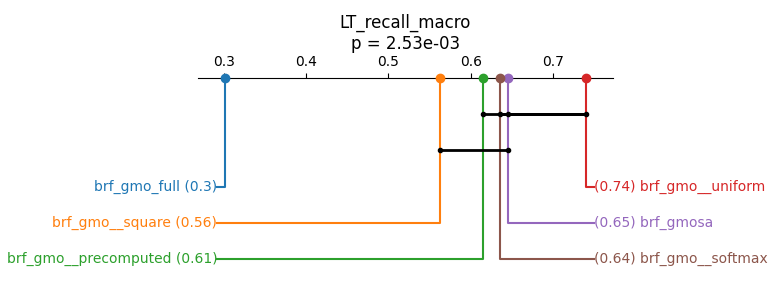 LT_recall_macro
p = 2.53e-03
0.3 0.4 0.5 0.6 0.7
brf_gmo_full (0.3) (0.74) brf_gmo__uniform
brf_gmo__square (0.56) (0.65) brf_gmosa
brf_gmo__precomputed (0.61) (0.64) brf_gmo__softmax